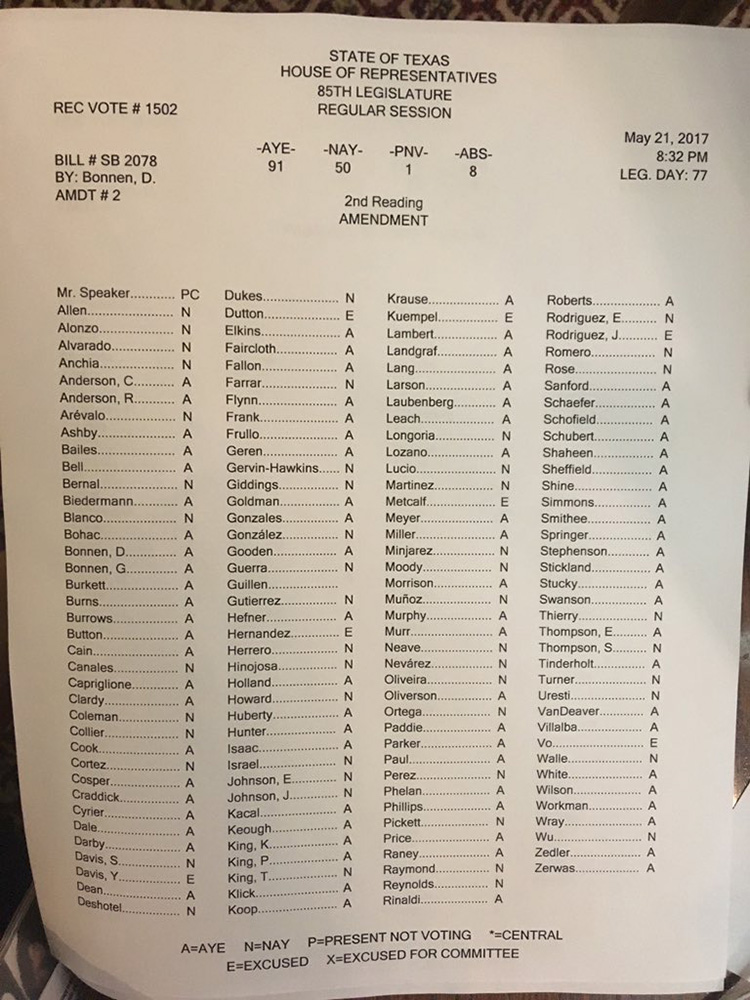 STATE OF TEXAS
HOUSE OF REPRESENTATIVES
85TH LEGISLATURE
REGULAR SESSION
REC VOTE # 1502
May 21, 2017
8:32 PM
LEG. DAY: 77
BILL # SB 2078
BY: Bonnen, D.
AMDT # 2
-AYE- -NAY- -PNV- -ABS-
91 50 1 8
2nd Reading
AMENDMENT
Mr. Speaker............ PC
Allen........................... N
Alonzo........................ N
Alvarado..................... N
Anchia........................ N
Anderson, C............. A
Anderson, R............. A
Arévalo...................... N
Ashby......................... A
Bailes......................... A
Bell............................. A
Bernal......................... N
Biedermann................ A
Blanco........................ N
Bohac......................... A
Bonnen, D.................. A
Bonnen, G.................. A
Burkett....................... A
Burns.......................... A
Burrows...................... A
Button......................... A
Cain............................ A
Canales...................... N
Capriglione................. A
Clardy......................... A
Coleman..................... N
Collier.......................... N
Cook........................... A
Cortez......................... N
Cosper........................ A
Craddick..................... A
Cyrier.......................... A
Dale............................ A
Darby.......................... A
Davis, S...................... N
Davis, Y...................... E
Dean........................... A
Deshotel..................... N
Dukes......................... N
Dutton......................... E
Elkins.......................... A
Faircloth...................... A
Fallon.......................... A
Farrar.......................... N
Flynn........................... A
Frank.......................... A
Frullo........................... A
Geren.......................... A
Gervin-Hawkins...... N
Giddings..................... N
Goldman..................... A
Gonzales.................... A
González.................... N
Gooden....................... A
Guerra........................ N
Guillen........................
Gutierrez..................... N
Hefner......................... A
Hernandez.................. E
Herrero....................... N
Hinojosa..................... N
Holland....................... A
Howard....................... N
Huberty....................... A
Hunter......................... A
Isaac........................... A
Israel........................... N
Johnson, E................. N
Johnson, J.................. N
Kacal........................... A
Keough....................... A
King, K........................ A
King, P........................ A
King, T........................ N
Klick............................ A
Koop........................... A
Krause........................ A
Kuempel..................... E
Lambert...................... A
Landgraf..................... A
Lang........................... A
Larson........................ A
Laubenberg............... A
Leach......................... A
Longoria..................... N
Lozano....................... A
Lucio.......................... N
Martinez..................... N
Metcalf....................... E
Meyer......................... A
Miller.......................... A
Minjarez..................... N
Moody........................ N
Morrison..................... A
Muñoz........................ N
Murphy....................... A
Murr............................ A
Neave......................... N
Nevárez...................... N
Oliveira....................... N
Oliverson.................... A
Ortega........................ N
Paddie........................ A
Parker......................... A
Paul............................ A
Perez.......................... N
Phelan........................ A
Phillips........................ A
Pickett........................ N
Price........................... A
Raney......................... A
Raymond.................... N
Reynolds.................... N
Rinaldi........................ A
Roberts....................... A
Rodriguez, E............. N
Rodriguez, J.............. E
Romero...................... N
Rose........................... N
Sanford....................... A
Schaefer..................... A
Schofield..................... A
Schubert..................... A
Shaheen..................... A
Sheffield..................... A
Shine.......................... A
Simmons.................... A
Smithee...................... A
Springer...................... A
Stephenson................ A
Stickland..................... A
Stucky........................ A
Swanson.................... A
Thierry........................ N
Thompson, E............. A
Thompson, S............. N
Tinderholt................... A
Turner......................... N
Uresti.......................... N
VanDeaver................. A
Villalba........................ A
Vo............................... E
Walle........................... N
White.......................... A
Wilson......................... A
Workman.................... A
Wray........................... A
Wu.............................. N
Zedler......................... A
Zerwas........................ A
A=AYE N=NAY P=PRESENT NOT VOTING *=CENTRAL
E=EXCUSED X=EXCUSED FOR COMMITTEE